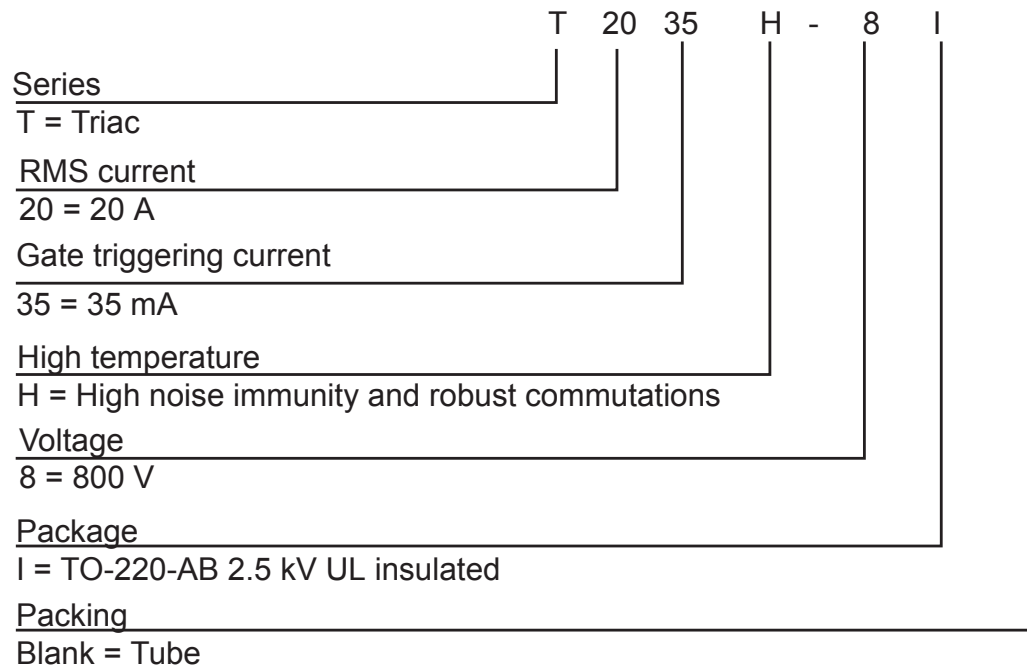 T 20 35 H - 8 I
Series
T = Triac
RMS current
20 = 20 A
Gate triggering current
35 = 35 mA
High temperature
H = High noise immunity and robust commutations
Voltage
8 = 800 V
Package
I = TO-220-AB 2.5 kV UL insulated
Packing
Blank = Tube